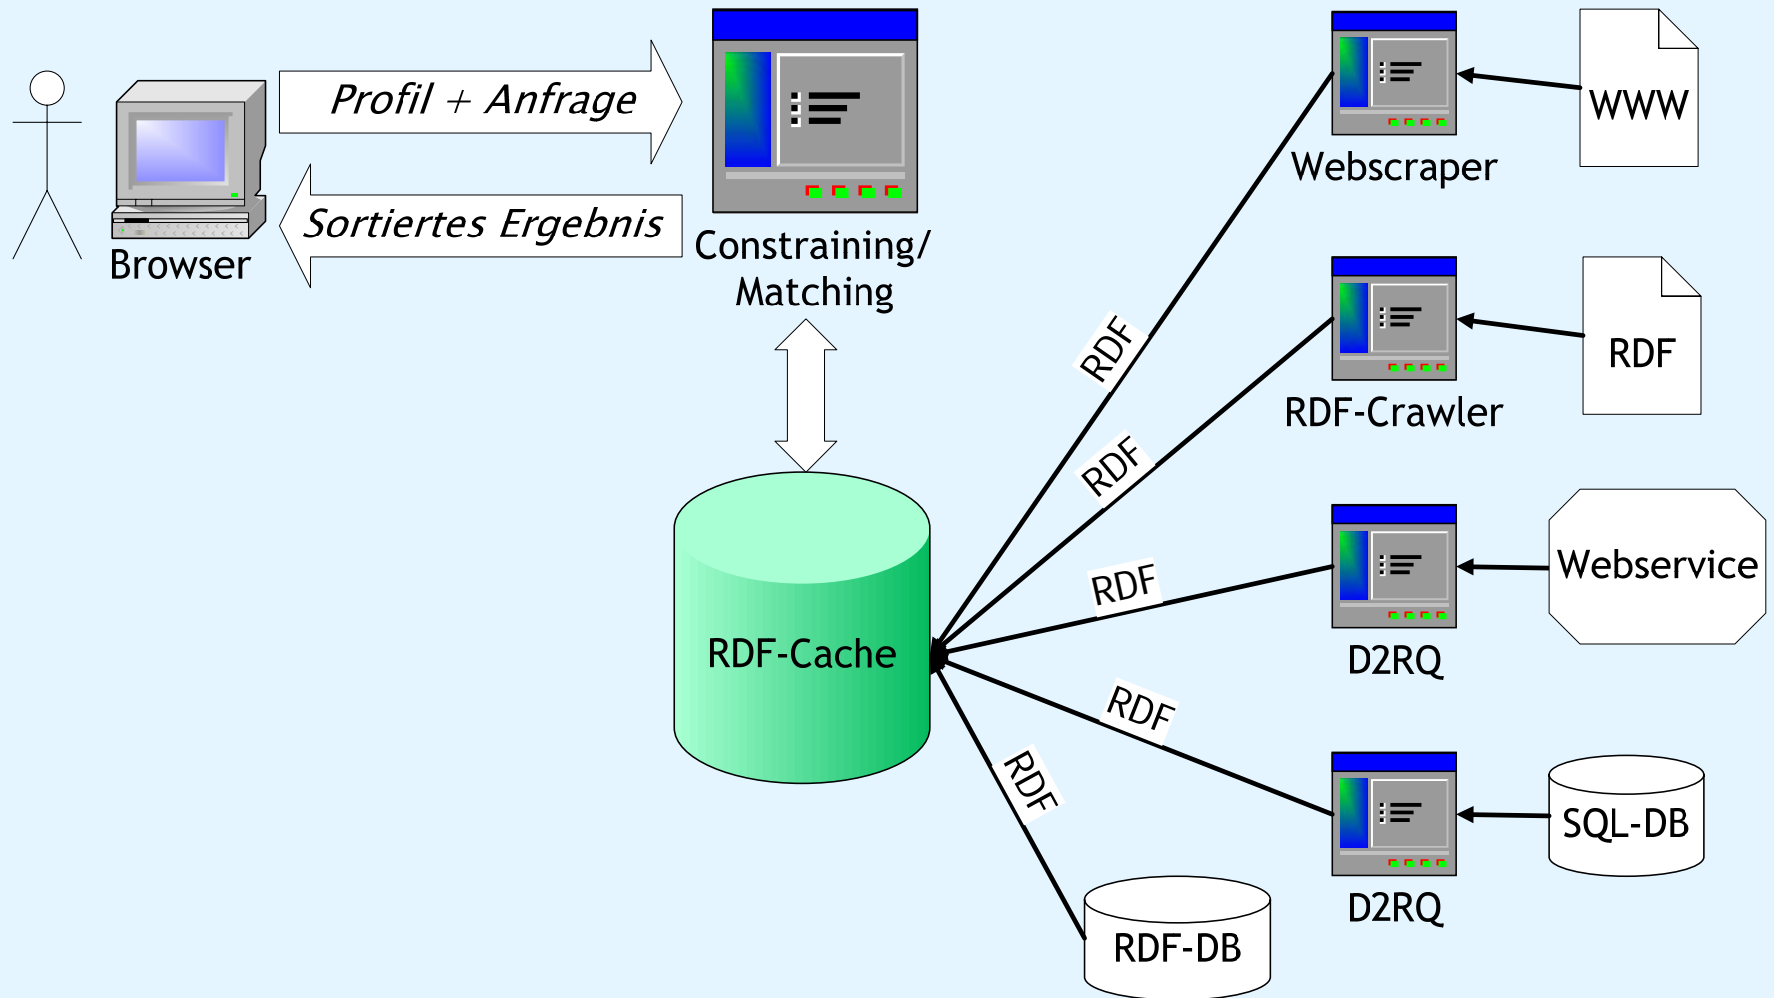 Profil + Anfrage
Sortiertes Ergebnis
Browser
Constraining/
Matching
RDF-Cache
Webscraper
WWW
RDF-Crawler
RDF
D2RQ
Webservice
D2RQ
SQL-DB
RDF-DB
RDF
RDF
RDF
RDF
RDF